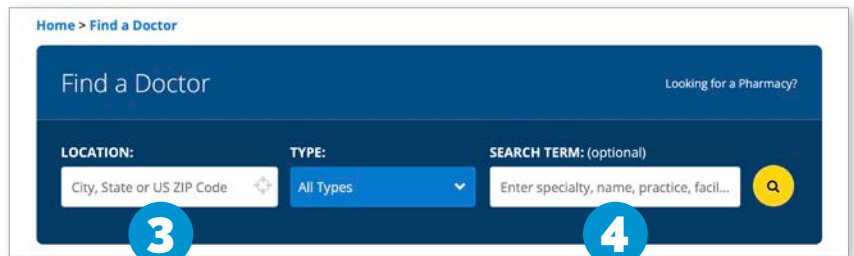 Home > Find a Doctor
Find a Doctor
Looking for a Pharmacy?
LOCATION:
TYPE:
SEARCH TERM: (optional)
City, State or US ZIP Code
All Types
Enter specialty, name, practice, facil...
3
4